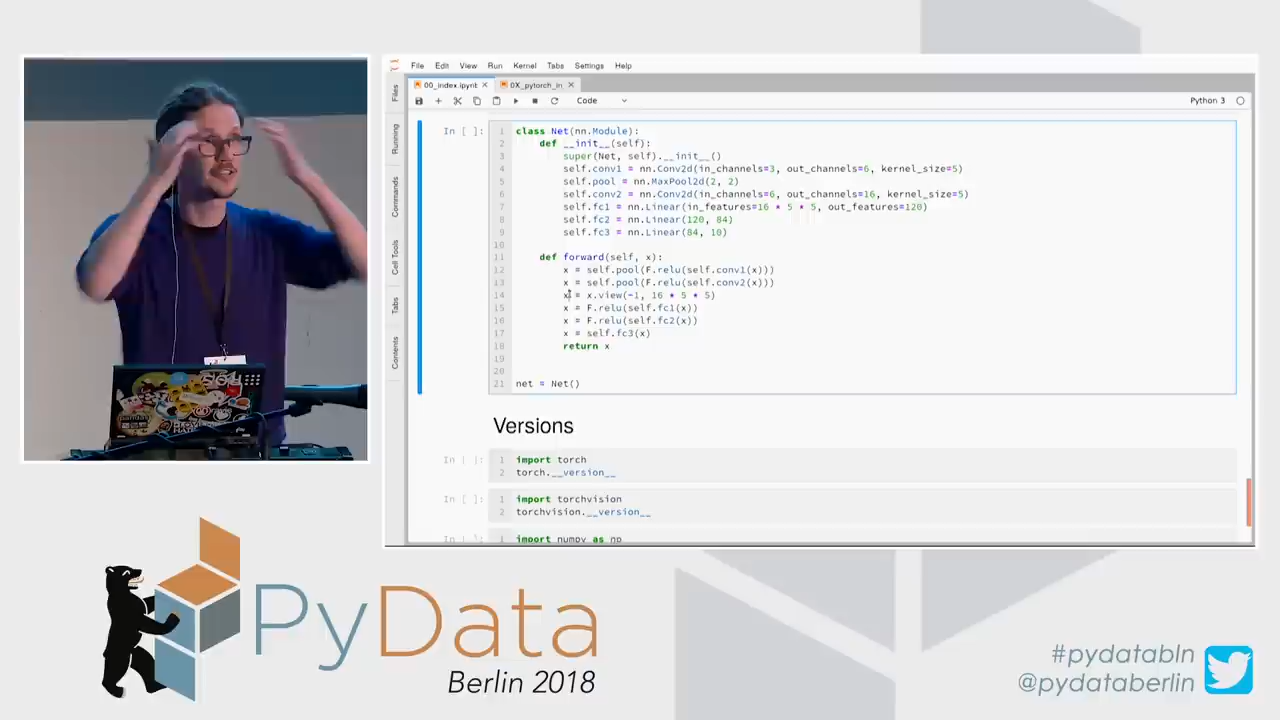 File Edit View Run Kernel Tabs Settings Help
00_index.ipynb
0X_pytorch_in
Code
Python 3
Files
Running
Commands
Cell Tools
Tabs
Contents
In [ ]:
1 class Net(nn.Module):
2 def __init__(self):
3 super(Net, self).__init__()
4 self.conv1 = nn.Conv2d(in_channels=3, out_channels=6, kernel_size=5)
5 self.pool = nn.MaxPool2d(2, 2)
6 self.conv2 = nn.Conv2d(in_channels=6, out_channels=16, kernel_size=5)
7 self.fc1 = nn.Linear(in_features=16 * 5 * 5, out_features=120)
8 self.fc2 = nn.Linear(120, 84)
9 self.fc3 = nn.Linear(84, 10)
10
11 def forward(self, x):
12 x = self.pool(F.relu(self.conv1(x)))
13 x = self.pool(F.relu(self.conv2(x)))
14 x = x.view(-1, 16 * 5 * 5)
15 x = F.relu(self.fc1(x))
16 x = F.relu(self.fc2(x))
17 x = self.fc3(x)
18 return x
19
20
21 net = Net()
Versions
In [ ]:
1 import torch
2 torch.__version__
In [ ]:
1 import torchvision
2 torchvision.__version__
In [ ]:
1 import numpy as np
pandas
PyData
Berlin 2018
#pydatabln
@pydataberlin